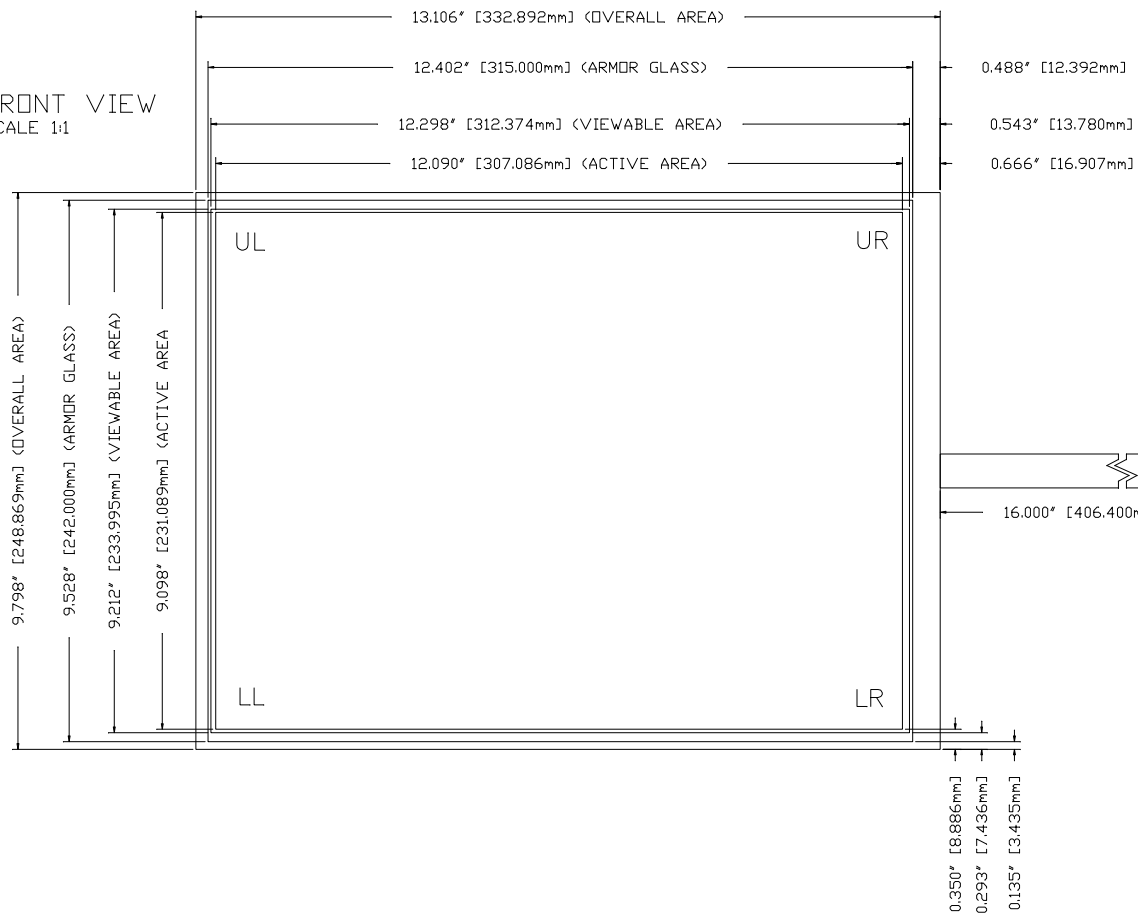 13.106" [332.892mm] (OVERALL AREA)
12.402" [315.000mm] (ARMOR GLASS)
0.488" [12.392mm]
RONT VIEW
CALE 1:1
12.298" [312.374mm] (VIEWABLE AREA)
0.543" [13.780mm]
12.090" [307.086mm] (ACTIVE AREA)
0.666" [16.907mm]
UL
UR
9.798" [248.869mm] (OVERALL AREA)
9.528" [242.000mm] (ARMOR GLASS)
9.212" [233.995mm] (VIEWABLE AREA)
9.098" [231.089mm] (ACTIVE AREA
16.000" [406.400m
LL
LR
0.350" [8.886mm]
0.293" [7.436mm]
0.135" [3.435mm]